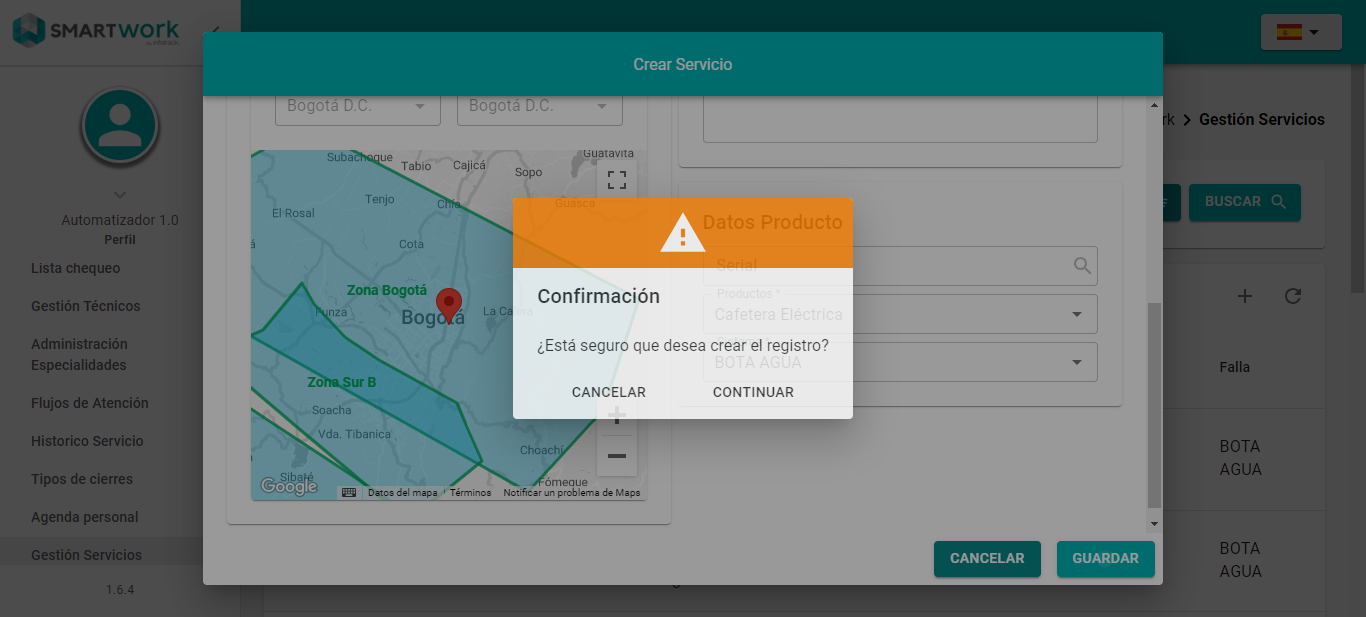 SMARTWORK
Crear Servicio
Bogotá D.C.
Bogotá D.C.
Gestión Servicios
BUSCAR
Automatizador 1.0
Perfil
Lista chequeo
Gestión Técnicos
Administración
Especialidades
Flujos de Atención
Historico Servicio
Tipos de cierres
Agenda personal
Gestión Servicios
1.6.4
Subachoque
Tabio
Cajicá
Sopo
Guatavita
El Rosal
Tenjo
Chía
Guasca
Cota
Zona Bogotá
Funza
Bogotá
La Calera
Zona Sur B
Soacha
Vda. Tibanica
Choachí
Sibaté
Fómeque
Google
Datos del mapa
Términos
Notificar un problema de Maps
Datos Producto
Serial
Productos *
Cafetera Eléctrica
BOTA AGUA
Confirmación
¿Está seguro que desea crear el registro?
CANCELAR
CONTINUAR
CANCELAR
GUARDAR
Falla
BOTA
AGUA
BOTA
AGUA